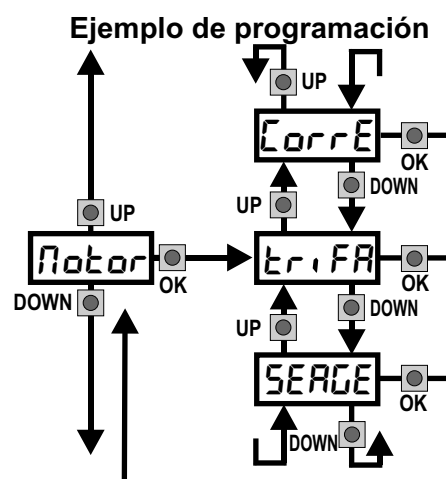 Ejemplo de programación
UP
CorrE
OK
DOWN
UP
UP
Motor
OK
DOWN
triFA
OK
DOWN
UP
SEAGE
OK
DOWN